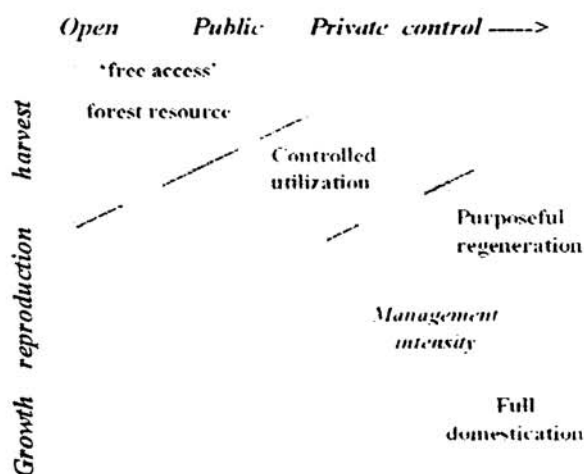 Open Public Private control ----->
'free access'
forest resource
Controlled
utilization
Purposeful
regeneration
Management
intensity
Full
domestication
harvest
reproduction
Growth